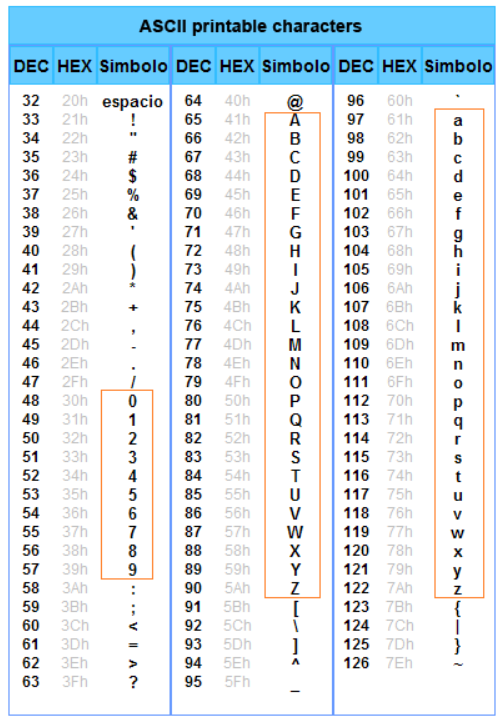 ASCII printable characters
DEC HEX Simbolo DEC HEX Simbolo DEC HEX Simbolo
32 20h espacio 64 40h @ 96 60h `
33 21h ! 65 41h A 97 61h a
34 22h " 66 42h B 98 62h b
35 23h # 67 43h C 99 63h c
36 24h $ 68 44h D 100 64h d
37 25h % 69 45h E 101 65h e
38 26h & 70 46h F 102 66h f
39 27h ' 71 47h G 103 67h g
40 28h ( 72 48h H 104 68h h
41 29h ) 73 49h I 105 69h i
42 2Ah * 74 4Ah J 106 6Ah j
43 2Bh + 75 4Bh K 107 6Bh k
44 2Ch , 76 4Ch L 108 6Ch l
45 2Dh - 77 4Dh M 109 6Dh m
46 2Eh . 78 4Eh N 110 6Eh n
47 2Fh / 79 4Fh O 111 6Fh o
48 30h 0 80 50h P 112 70h p
49 31h 1 81 51h Q 113 71h q
50 32h 2 82 52h R 114 72h r
51 33h 3 83 53h S 115 73h s
52 34h 4 84 54h T 116 74h t
53 35h 5 85 55h U 117 75h u
54 36h 6 86 56h V 118 76h v
55 37h 7 87 57h W 119 77h w
56 38h 8 88 58h X 120 78h x
57 39h 9 89 59h Y 121 79h y
58 3Ah : 90 5Ah Z 122 7Ah z
59 3Bh ; 91 5Bh [ 123 7Bh {
60 3Ch < 92 5Ch \ 124 7Ch |
61 3Dh = 93 5Dh ] 125 7Dh }
62 3Eh > 94 5Eh ^ 126 7Eh ~
63 3Fh ? 95 5Fh _